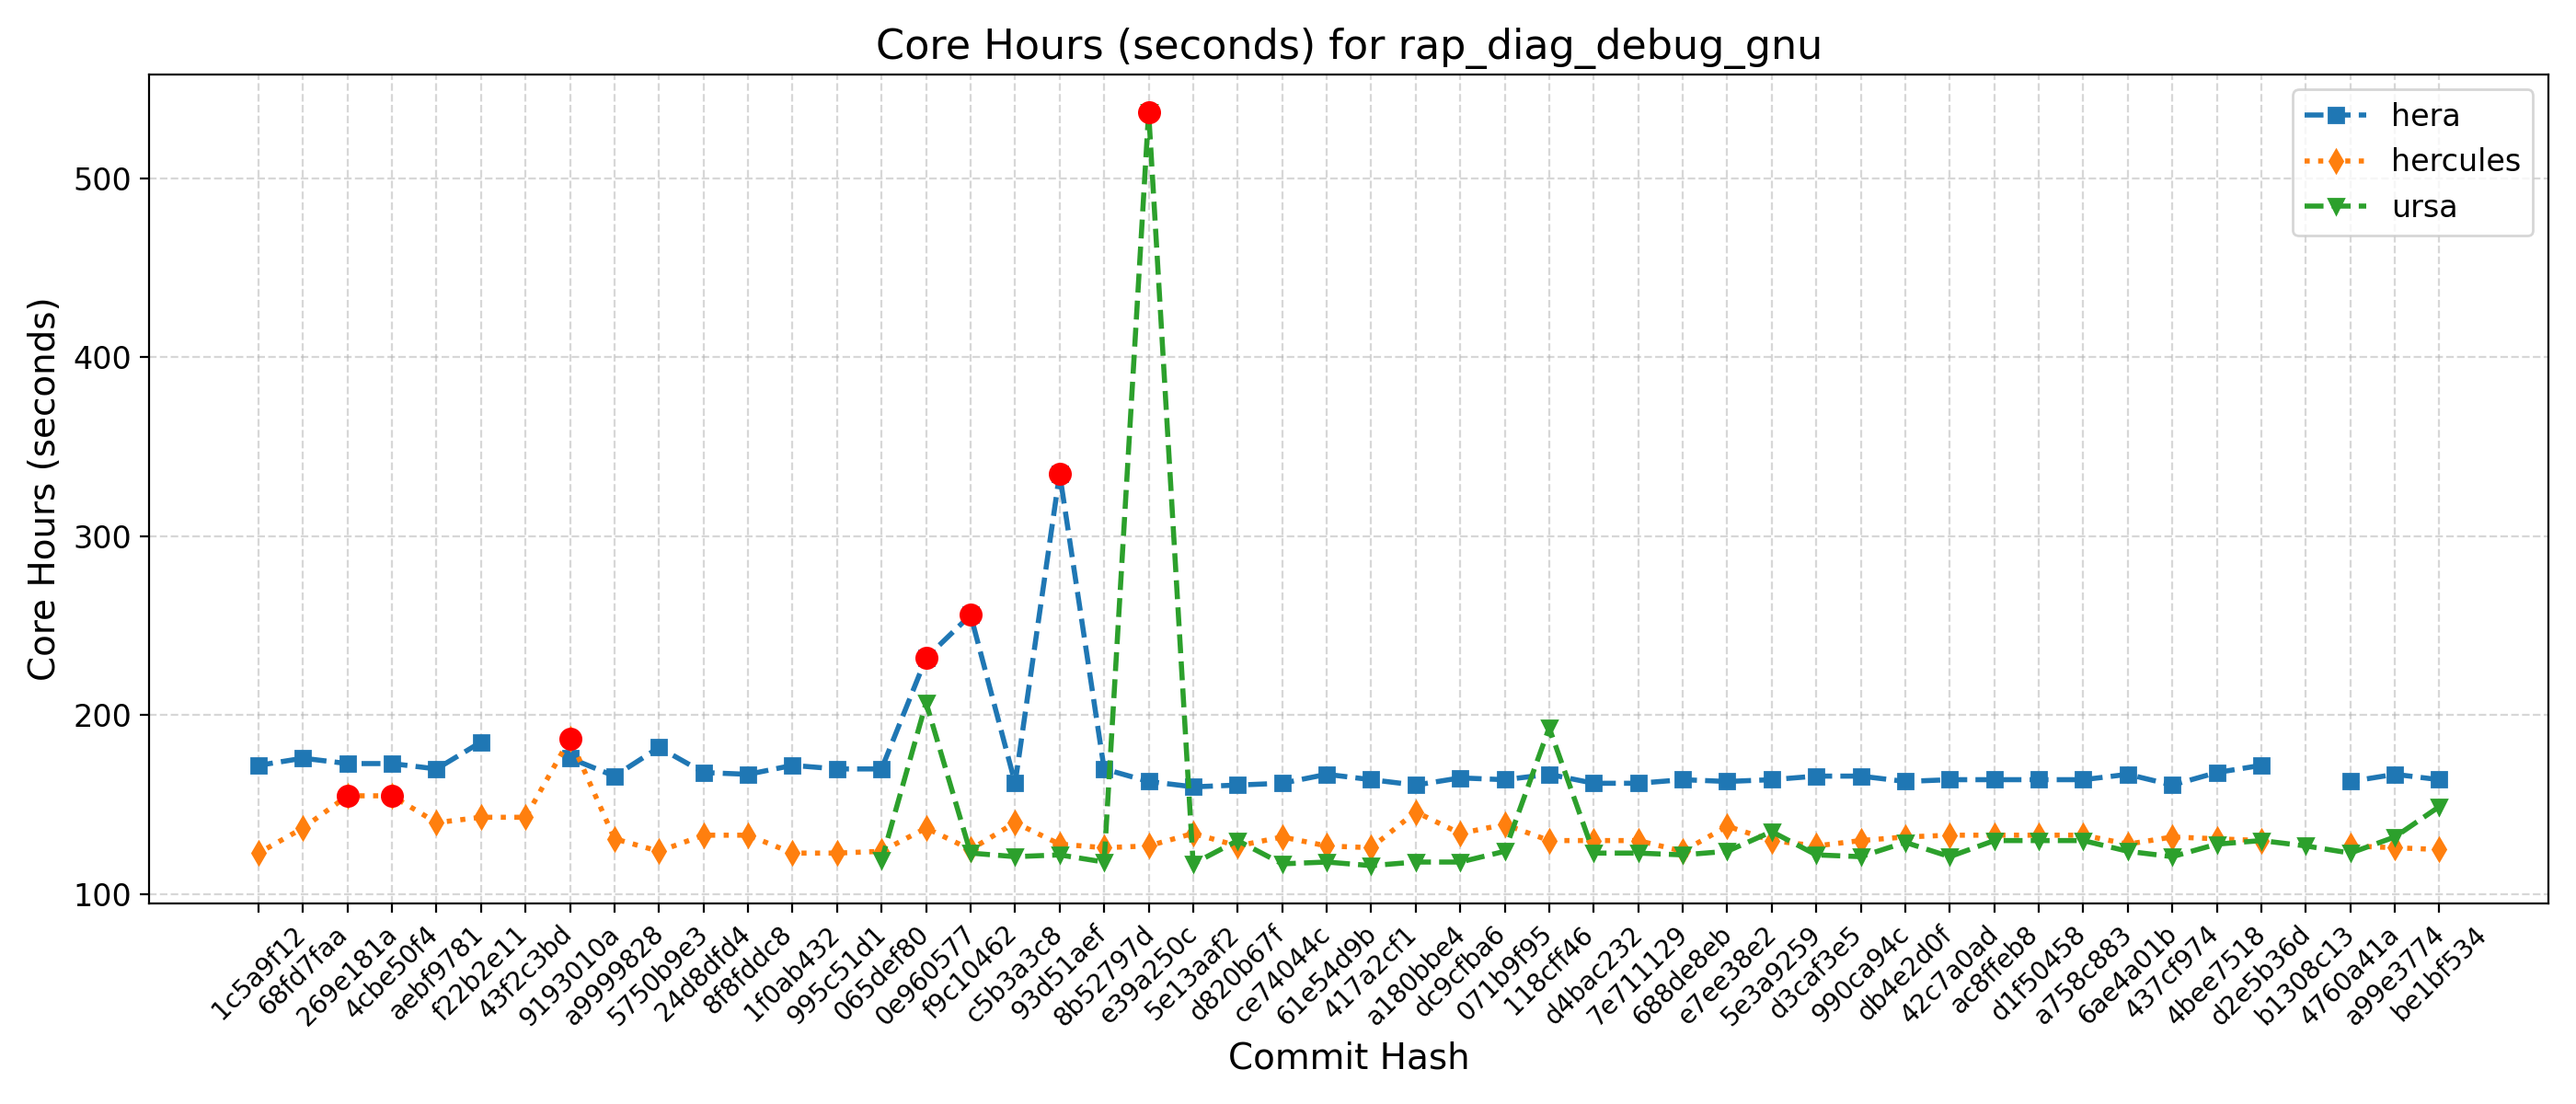 Core Hours (seconds) for rap_diag_debug_gnu
hera
hercules
ursa
Core Hours (seconds)
500
400
300
200
100
1c5a9f12
68fd7faa
269e181a
4cbe50f4
aebf9781
f22b2e11
43f2c3bd
9193010a
a9999828
5750b9e3
24d8dfd4
8f8fddc8
1f0ab432
995c51d1
065def80
0e960577
f9c10462
c5b3a3c8
93d51aef
8b52797d
e39a250c
5e13aaf2
d820b67f
ce74044c
61e54d9b
417a2cf1
a180bbe4
dc9cfba6
071b9f95
118cff46
d4bac232
7e711129
688de8eb
e7ee38e2
5e3a9259
d3caf3e5
990ca94c
db4e2d0f
42c7a0ad
ac8ffeb8
d1f50458
a758c883
6ae4a01b
437cf974
4bee7518
d2e5b36d
b1308c13
4760a41a
a99e3774
be1bf534
Commit Hash